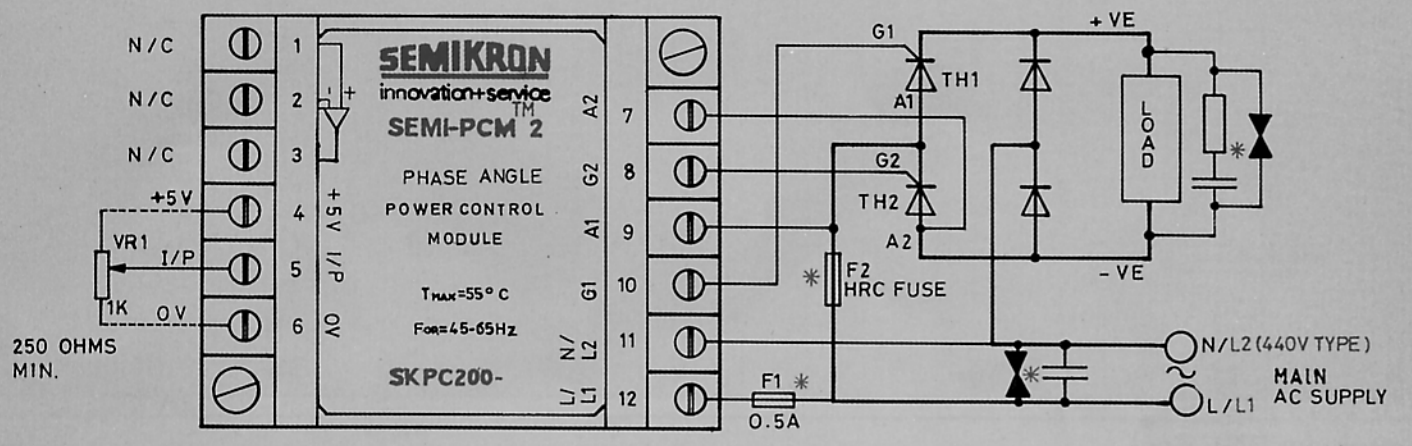 N/C
N/C
N/C
+5V
VR1
I/P
1K
0V
250 OHMS
MIN.
1
2
3
4
5
6
- +
+5V
I/P
0V
SEMIKRON
innovation+service
SEMI-PCM™ 2
PHASE ANGLE
POWER CONTROL
MODULE
TMAX=55° C
FOR=45-65Hz
SKPC200-
A2
G2
A1
G1
N/
L2
L/
L1
7
8
9
10
11
12
G1
TH1
A1
G2
TH2
A2
+VE
LOAD
*
-VE
* F2
HRC FUSE
F1 *
0.5A
*
N/L2 (440V TYPE)
~
MAIN
AC SUPPLY
L/L1